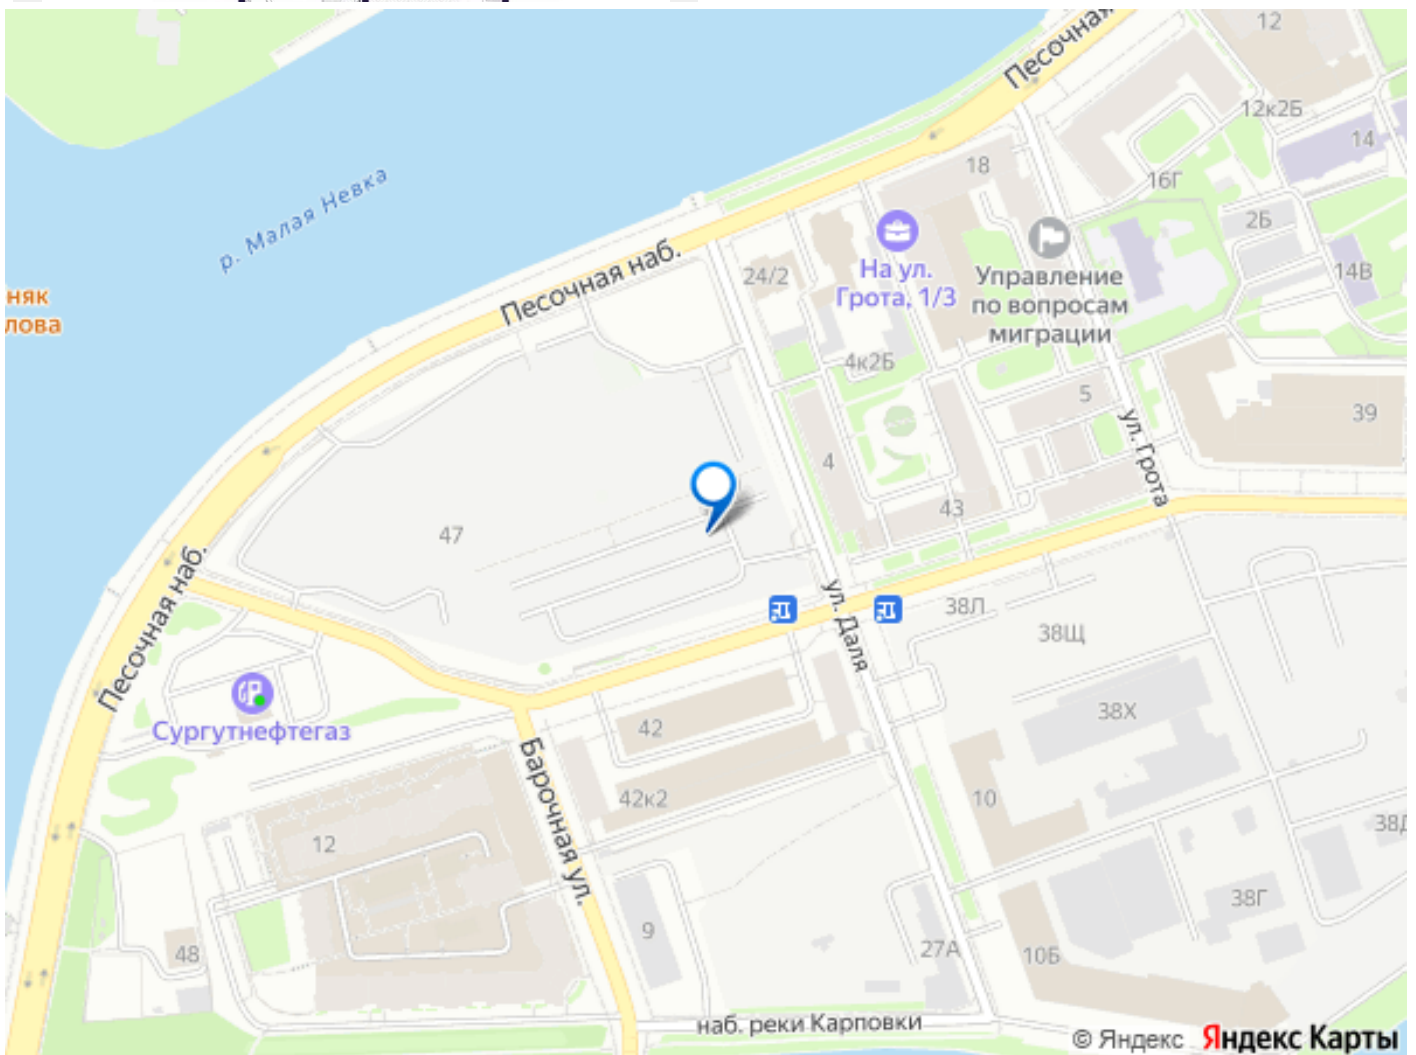 Песочная
12
12к2Б
14
18
16Г
2Б
14В
р. Малая Невка
няк
лова
Песочная наб.
24/2
На ул.
Грота, 1/3
Управление
по вопросам
миграции
4к2Б
5
39
ул. Грота
4
43
47
Песочная наб.
ул. Даля
38Л
38Щ
Сургутнефтегаз
42
38Х
Барочная ул.
42к2
10
12
38Д
38Г
9
48
27А
10Б
наб. реки Карповки
© Яндекс Яндекс Карты